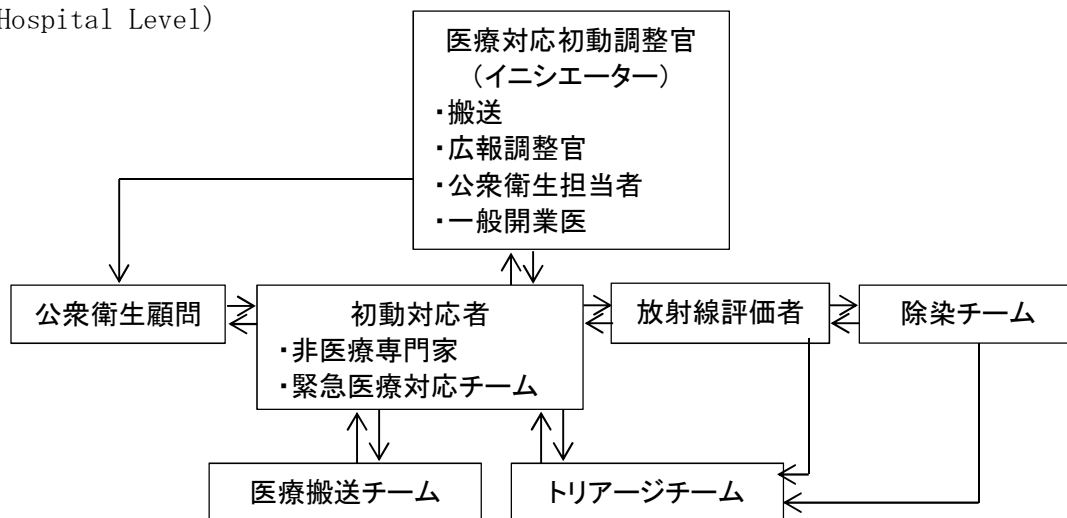 Hospital Level)
医療対応初動調整官
（イニシエーター）
・搬送
・広報調整官
・公衆衛生担当者
・一般開業医
公衆衛生顧問
初動対応者
・非医療専門家
・緊急医療対応チーム
放射線評価者
除染チーム
医療搬送チーム
トリアージチーム